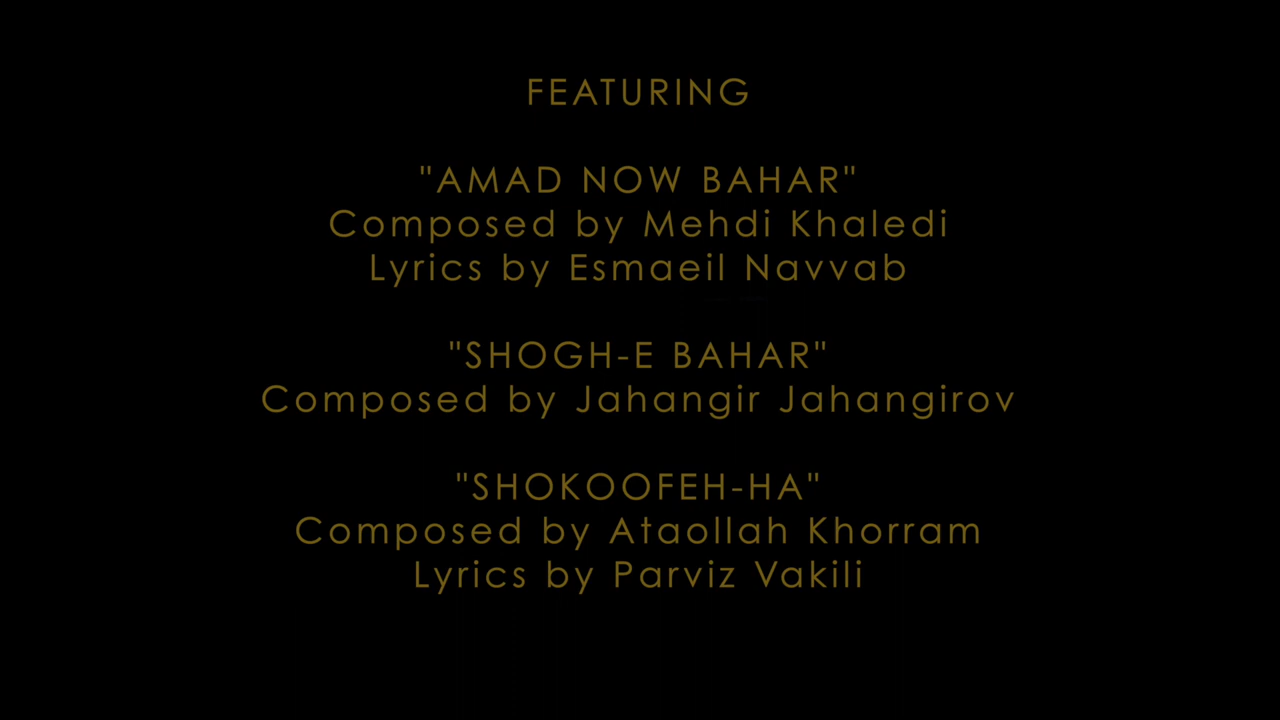 FEATURING
"AMAD NOW BAHAR"
Composed by Mehdi Khaledi
Lyrics by Esmaeil Navvab
"SHOGH-E BAHAR"
Composed by Jahangir Jahangirov
"SHOKOOFEH-HA"
Composed by Ataollah Khorram
Lyrics by Parviz Vakili